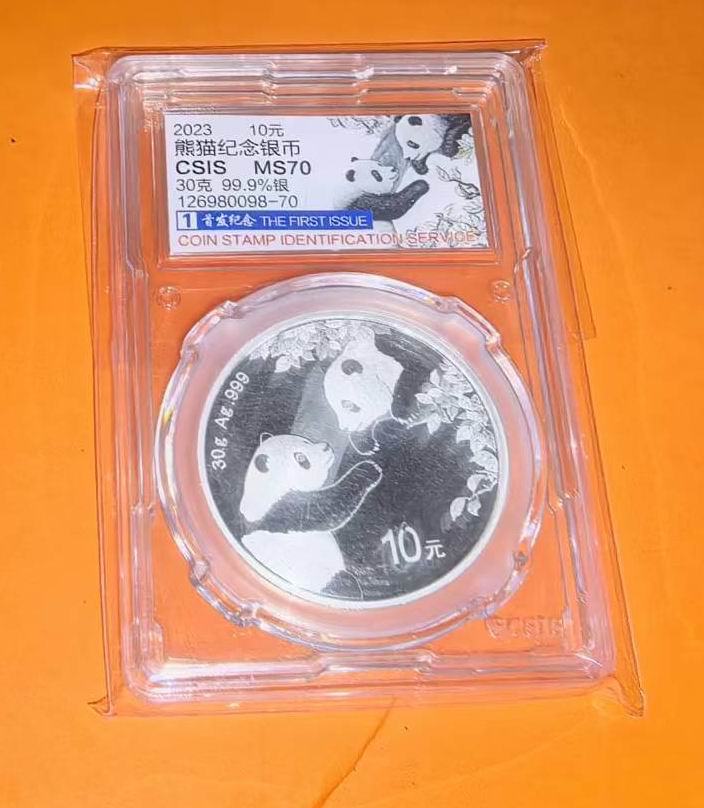 2023 10元
熊猫纪念银币
CSIS MS70
30克 99.9%银
126980098-70
1 首发纪念 THE FIRST ISSUE
COIN STAMP IDENTIFICATION SERVICE
30g Ag.999
10元